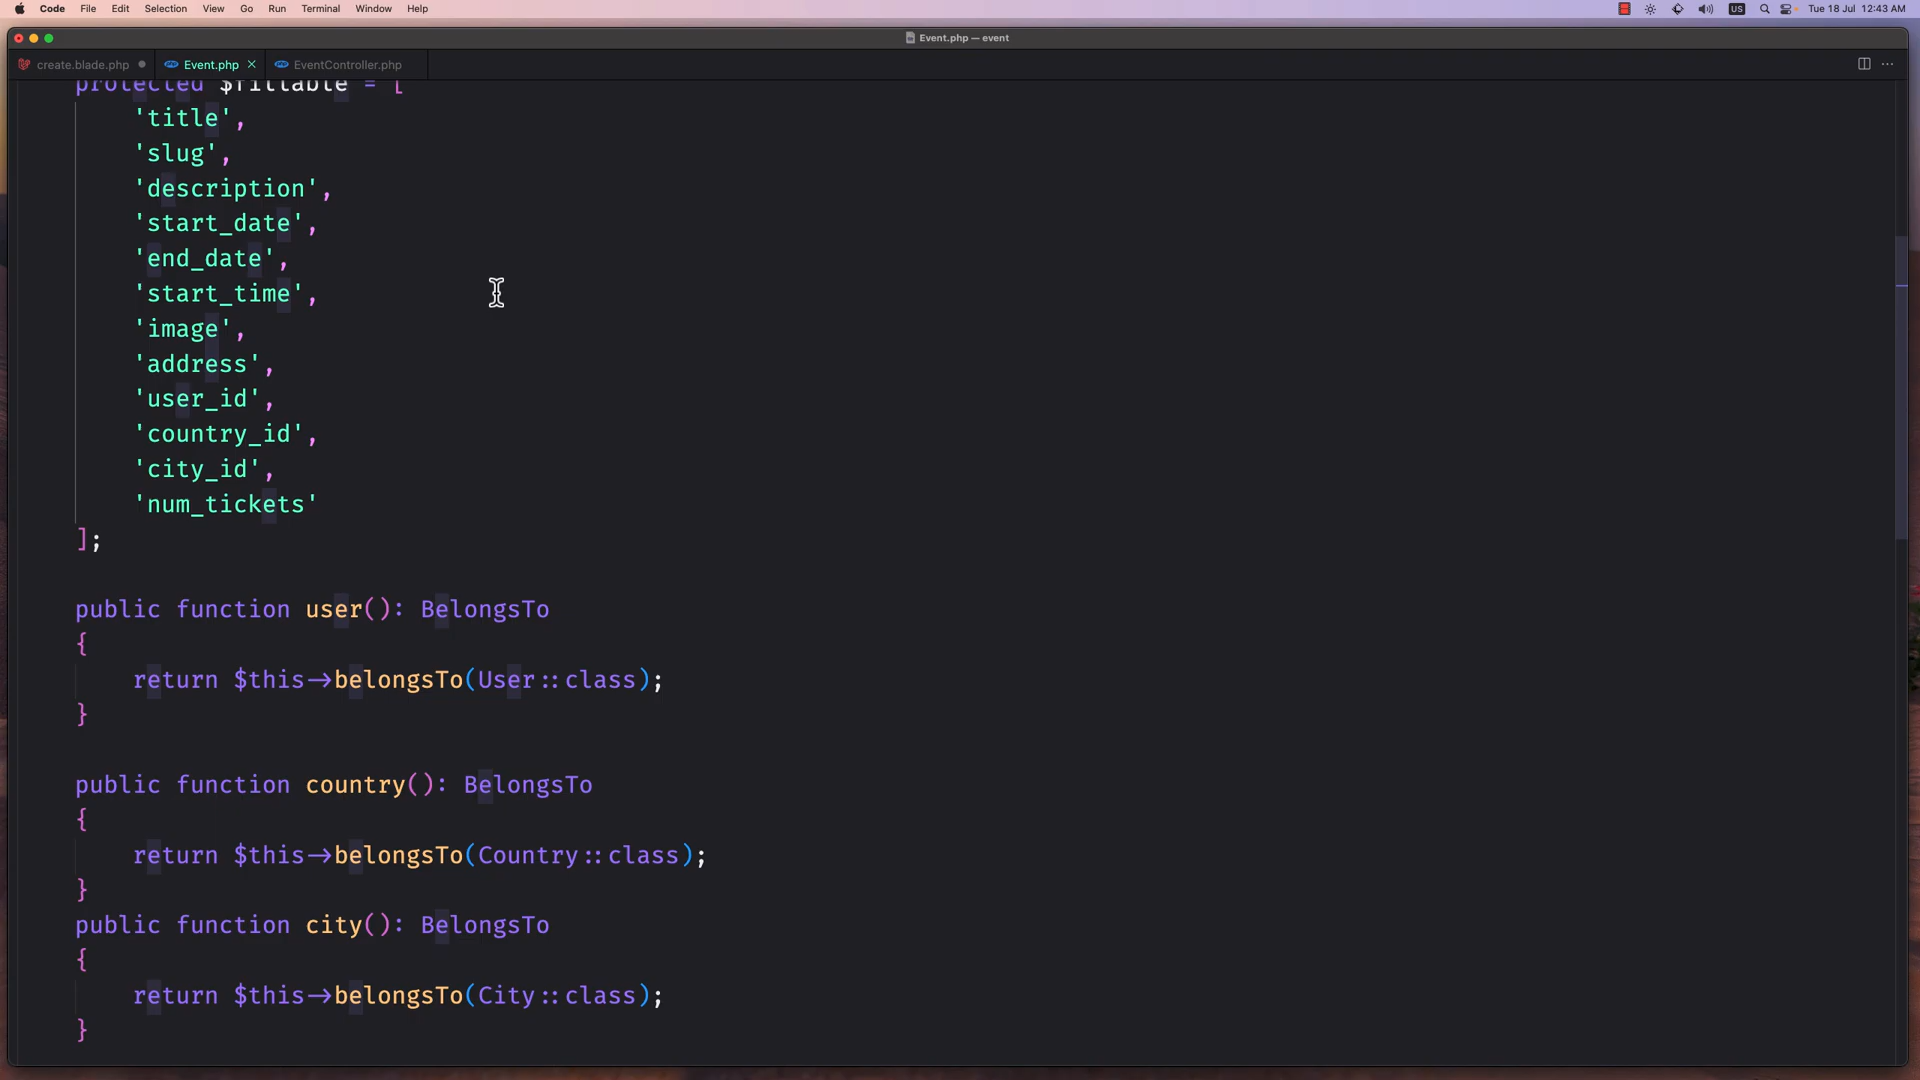 Code File Edit Selection View Go Run Terminal Window Help US Tue 18 Jul 12:43 AM
Event.php — event
create.blade.php Event.php EventController.php
protected $fillable = [
'title',
'slug',
'description',
'start_date',
'end_date',
'start_time',
'image',
'address',
'user_id',
'country_id',
'city_id',
'num_tickets'
];
public function user(): BelongsTo
{
return $this->belongsTo(User::class);
}
public function country(): BelongsTo
{
return $this->belongsTo(Country::class);
}
public function city(): BelongsTo
{
return $this->belongsTo(City::class);
}